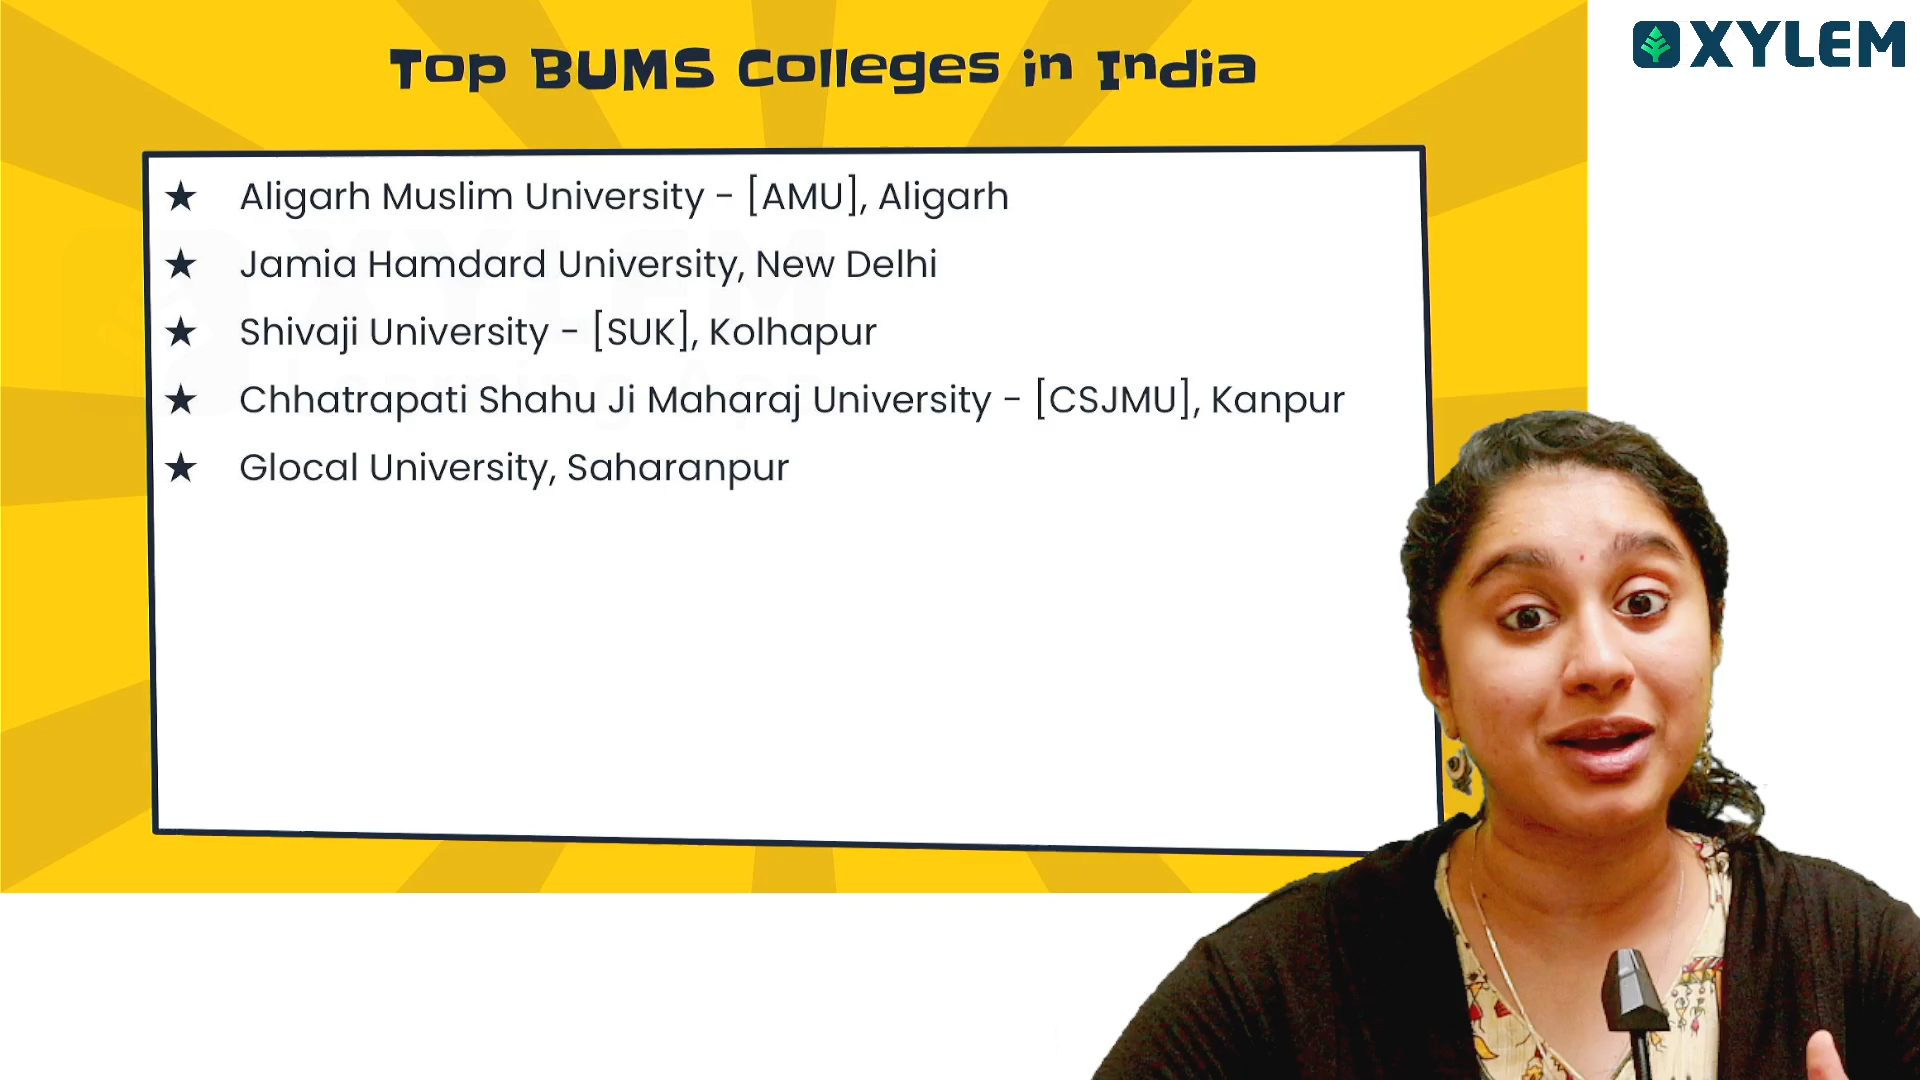 Top BUMS Colleges in India
XYLEM
★ Aligarh Muslim University - [AMU], Aligarh
★ Jamia Hamdard University, New Delhi
★ Shivaji University - [SUK], Kolhapur
★ Chhatrapati Shahu Ji Maharaj University - [CSJMU], Kanpur
★ Glocal University, Saharanpur